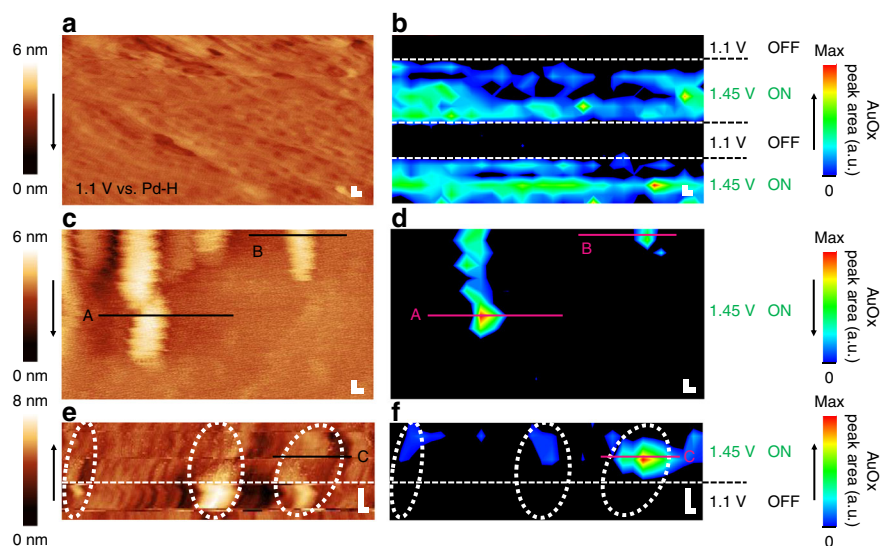 a
b
6 nm
0 nm
1.1 V vs. Pd-H
1.1 V OFF
1.45 V ON
1.1 V OFF
1.45 V ON
Max
0
peak area (a.u.)
AuOx
c
d
6 nm
0 nm
B
A
B
A
1.45 V ON
Max
0
peak area (a.u.)
AuOx
e
f
8 nm
0 nm
C
C
1.45 V ON
1.1 V OFF
Max
0
peak area (a.u.)
AuOx